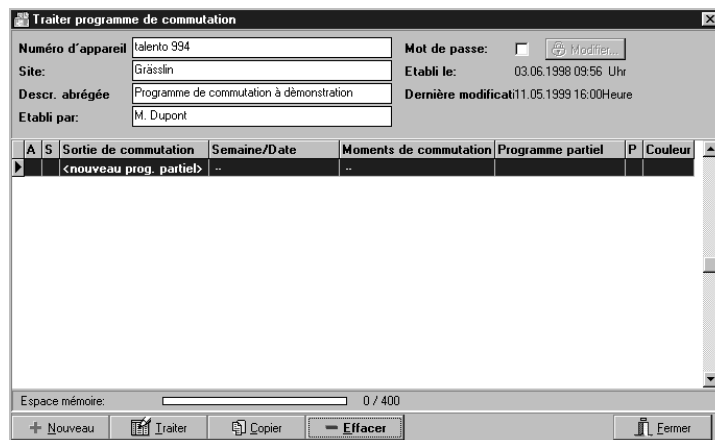 Traiter programme de commutation
Numéro d'appareil talento 994 Mot de passe: Modifier...
Site: Grässlin Etabli le: 03.06.1998 09:56 Uhr
Descr. abrégée Programme de commutation à dèmonstration Dernière modificati11.05.1999 16:00Heure
Etabli par: M. Dupont
A S Sortie de commutation Semaine/Date Moments de commutation Programme partiel P Couleur
<nouveau prog. partiel> -- --
Espace mémoire: 0 / 400
Nouveau Traiter Copier Effacer Fermer